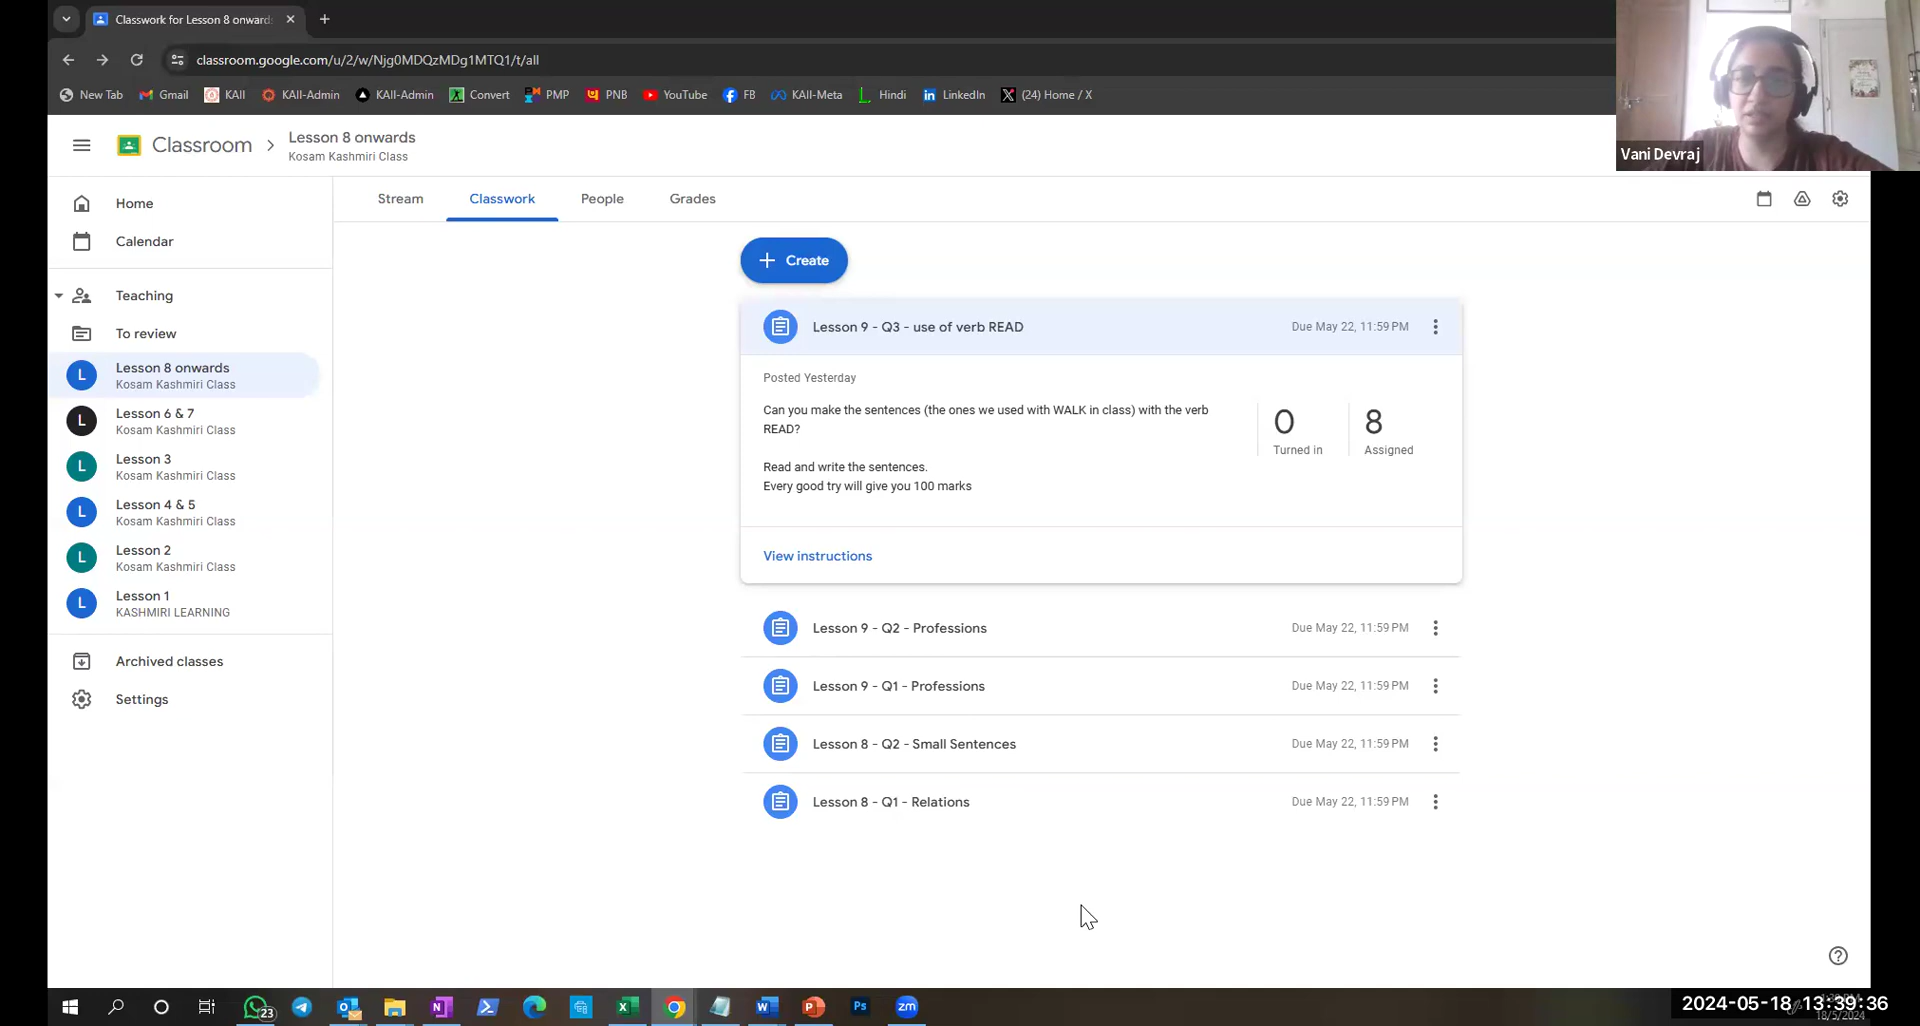 Classwork for Lesson 8 onwards
classroom.google.com/u/2/w/Njg0MDQzMDg1MTQ1/t/all
New Tab Gmail KAII KAII-Admin KAII-Admin Convert PMP PNB YouTube FB KAII-Meta Hindi LinkedIn (24) Home / X
Vani Devraj
Classroom
Lesson 8 onwards
Kosam Kashmiri Class
Home
Calendar
Teaching
To review
L
Lesson 8 onwards
Kosam Kashmiri Class
L
Lesson 6 & 7
Kosam Kashmiri Class
L
Lesson 3
Kosam Kashmiri Class
L
Lesson 4 & 5
Kosam Kashmiri Class
L
Lesson 2
Kosam Kashmiri Class
L
Lesson 1
KASHMIRI LEARNING
Archived classes
Settings
Stream Classwork People Grades
Create
Lesson 9 - Q3 - use of verb READ Due May 22, 11:59 PM
Posted Yesterday
Can you make the sentences (the ones we used with WALK in class) with the verb
READ?
Read and write the sentences.
Every good try will give you 100 marks
0
Turned in
8
Assigned
View instructions
Lesson 9 - Q2 - Professions Due May 22, 11:59 PM
Lesson 9 - Q1 - Professions Due May 22, 11:59 PM
Lesson 8 - Q2 - Small Sentences Due May 22, 11:59 PM
Lesson 8 - Q1 - Relations Due May 22, 11:59 PM
23
Ps
zm
2024-05-18 13:39:36
18/5/2024